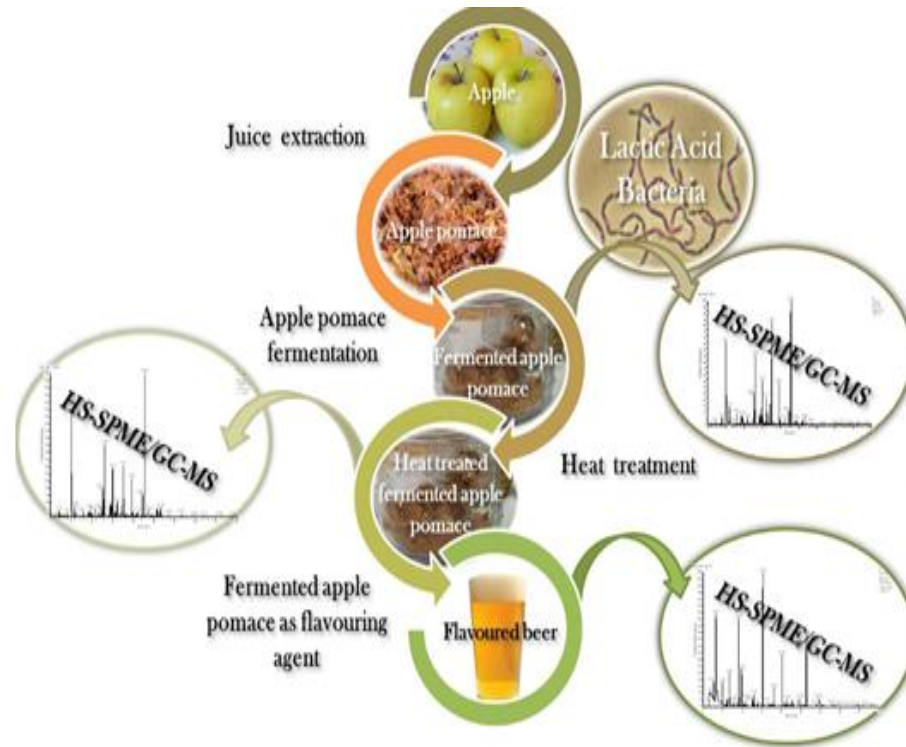 Apple
Juice extraction
Lactic Acid
Bacteria
Apple pomace
HS-SPME/GC-MS
Apple pomace
fermentation
Fermented apple
pomace
HS-SPME/GC-MS
Heat treated
fermented apple
pomace
Heat treatment
Fermented apple
pomace as flavouring
agent
Flavoured beer
HS-SPME/GC-MS